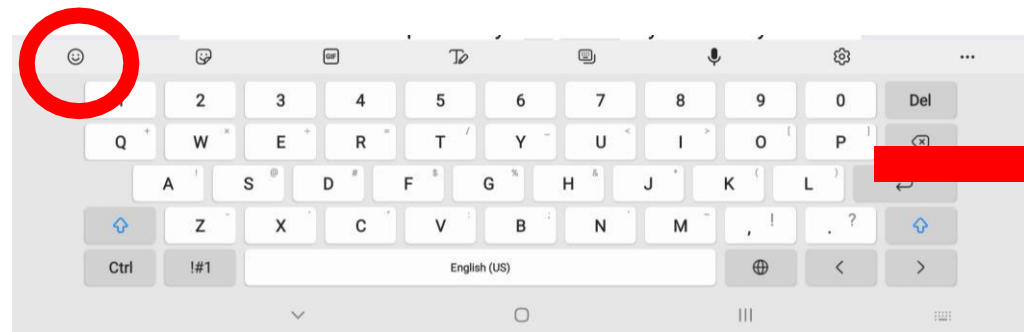 GIF
2 3 4 5 6 7 8 9 0 Del
Q + W × E ÷ R = T / Y _ U < I > O [ P ]
A ! S @ D # F $ G % H & J * K ( L )
Z - X ' C " V : B ; N ' M ~ , ! . ?
Ctrl !#1 English (US) < >